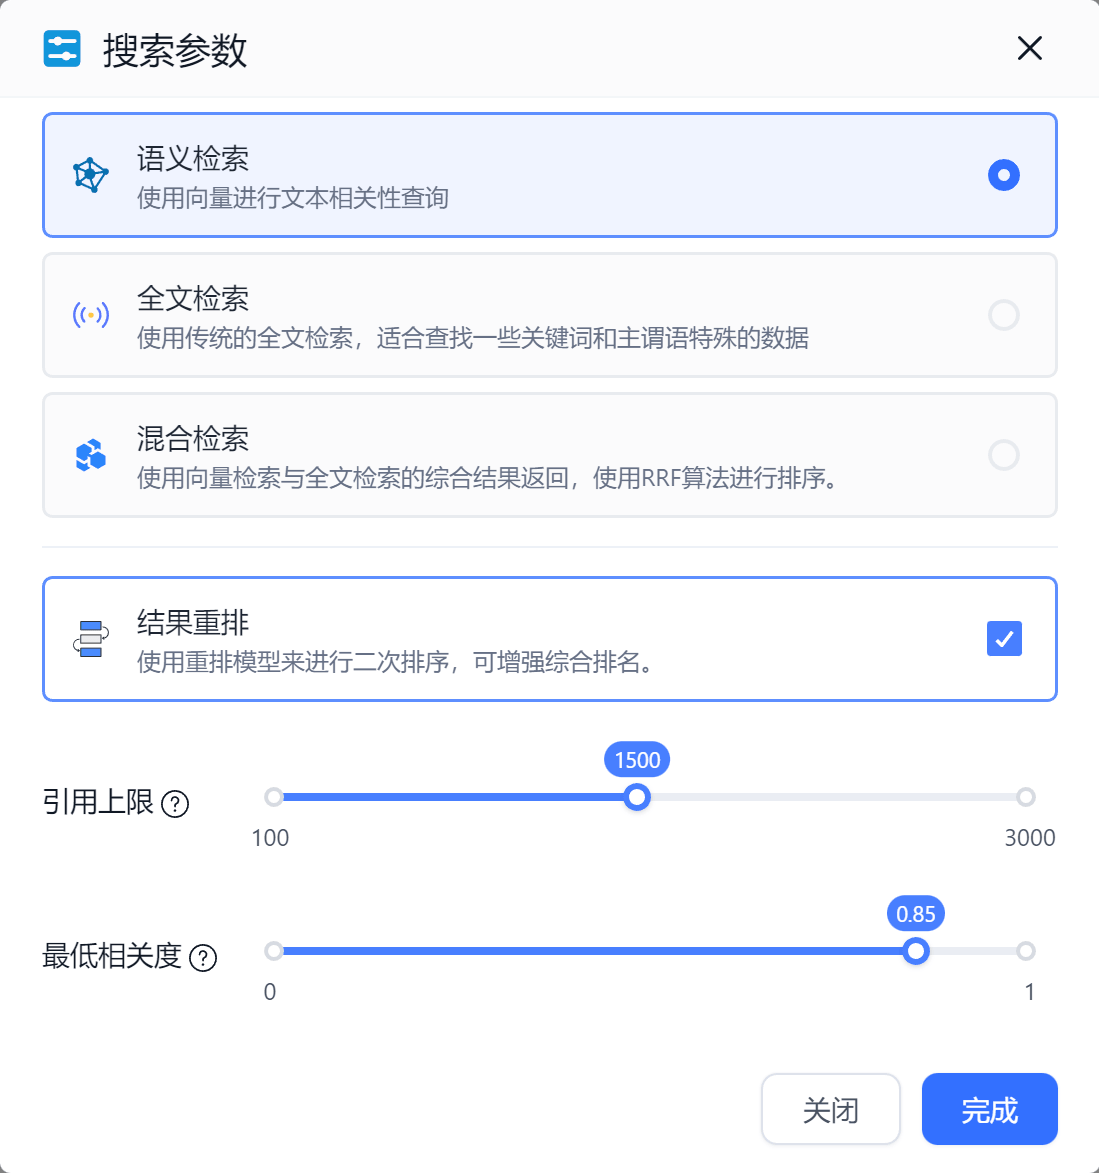 搜索参数
语义检索
使用向量进行文本相关性查询
全文检索
使用传统的全文检索，适合查找一些关键词和主谓语特殊的数据
混合检索
使用向量检索与全文检索的综合结果返回，使用RRF算法进行排序。
结果重排
使用重排模型来进行二次排序，可增强综合排名。
1500
引用上限 ?
100 3000
0.85
最低相关度 ?
0 1
关闭 完成